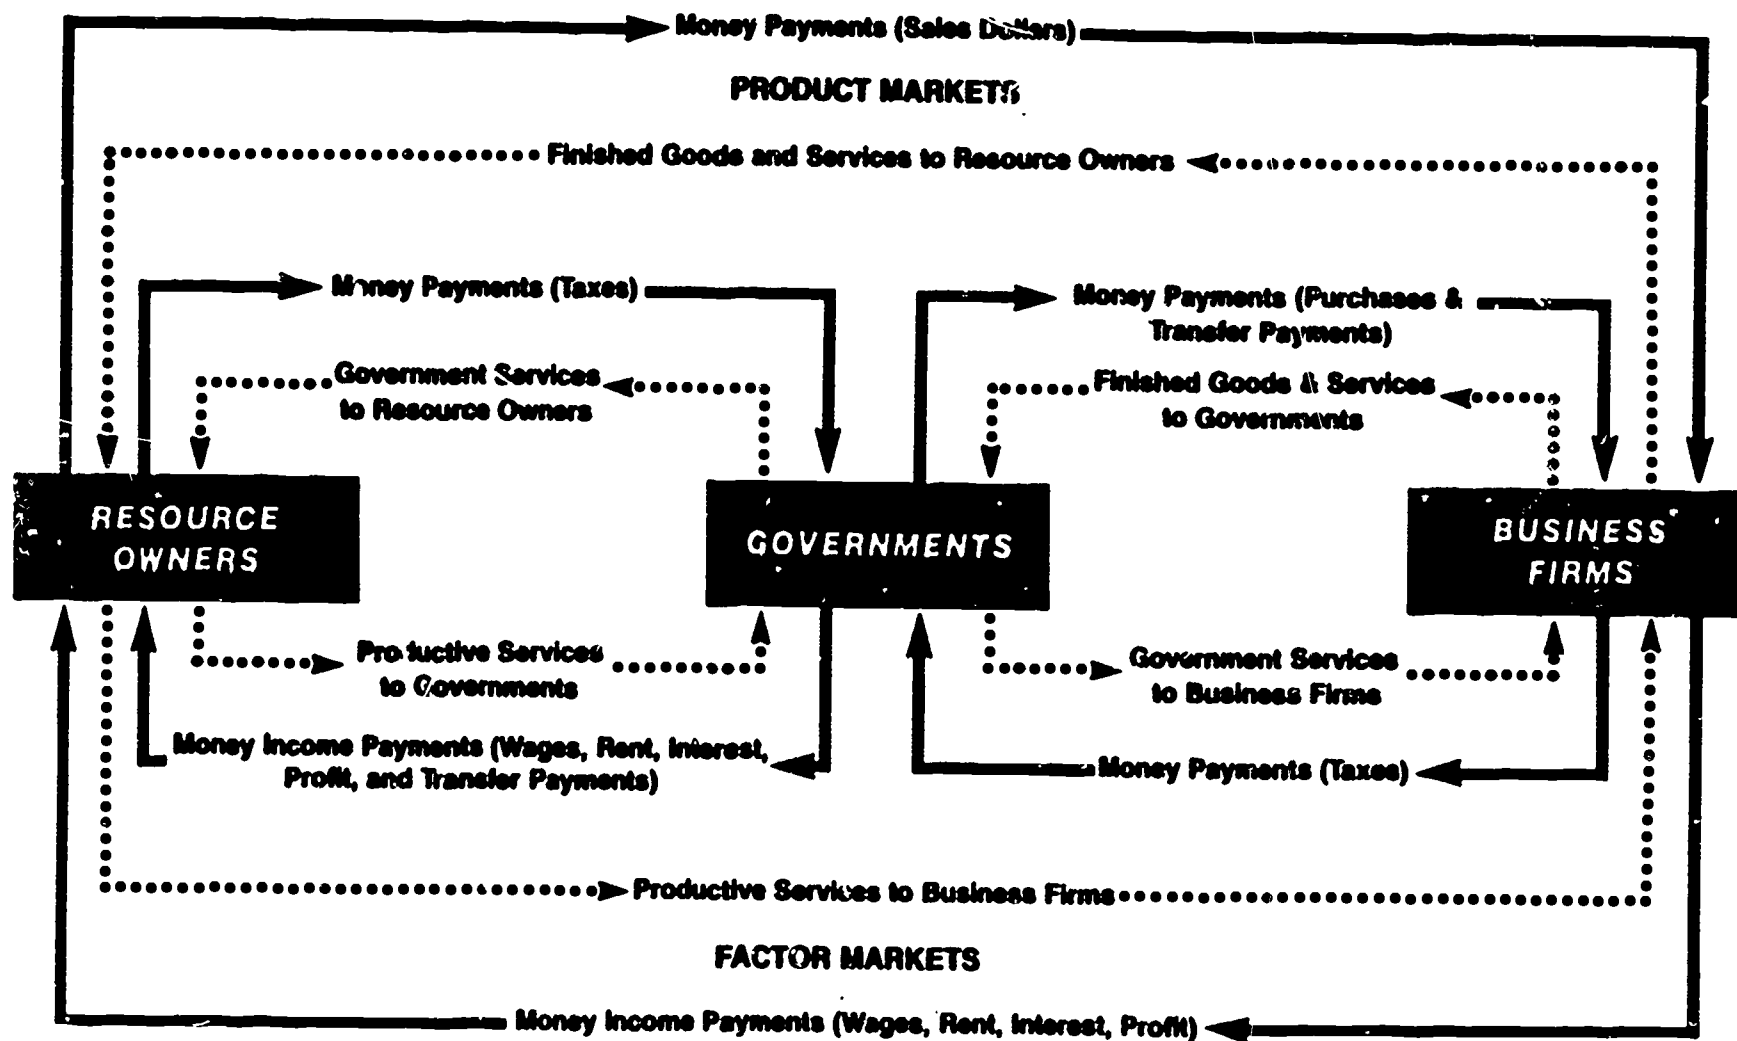 Money Payments (Sales Dollars)
PRODUCT MARKETS
Finished Goods and Services to Resource Owners
Money Payments (Taxes)
Money Payments (Purchases &
Transfer Payments)
Government Services
to Resource Owners
Finished Goods & Services
to Governments
RESOURCE
OWNERS
GOVERNMENTS
BUSINESS
FIRMS
Productive Services
to Governments
Government Services
to Business Firms
Money Income Payments (Wages, Rent, Interest,
Profit, and Transfer Payments)
Money Payments (Taxes)
Productive Services to Business Firms
FACTOR MARKETS
Money Income Payments (Wages, Rent, Interest, Profit)